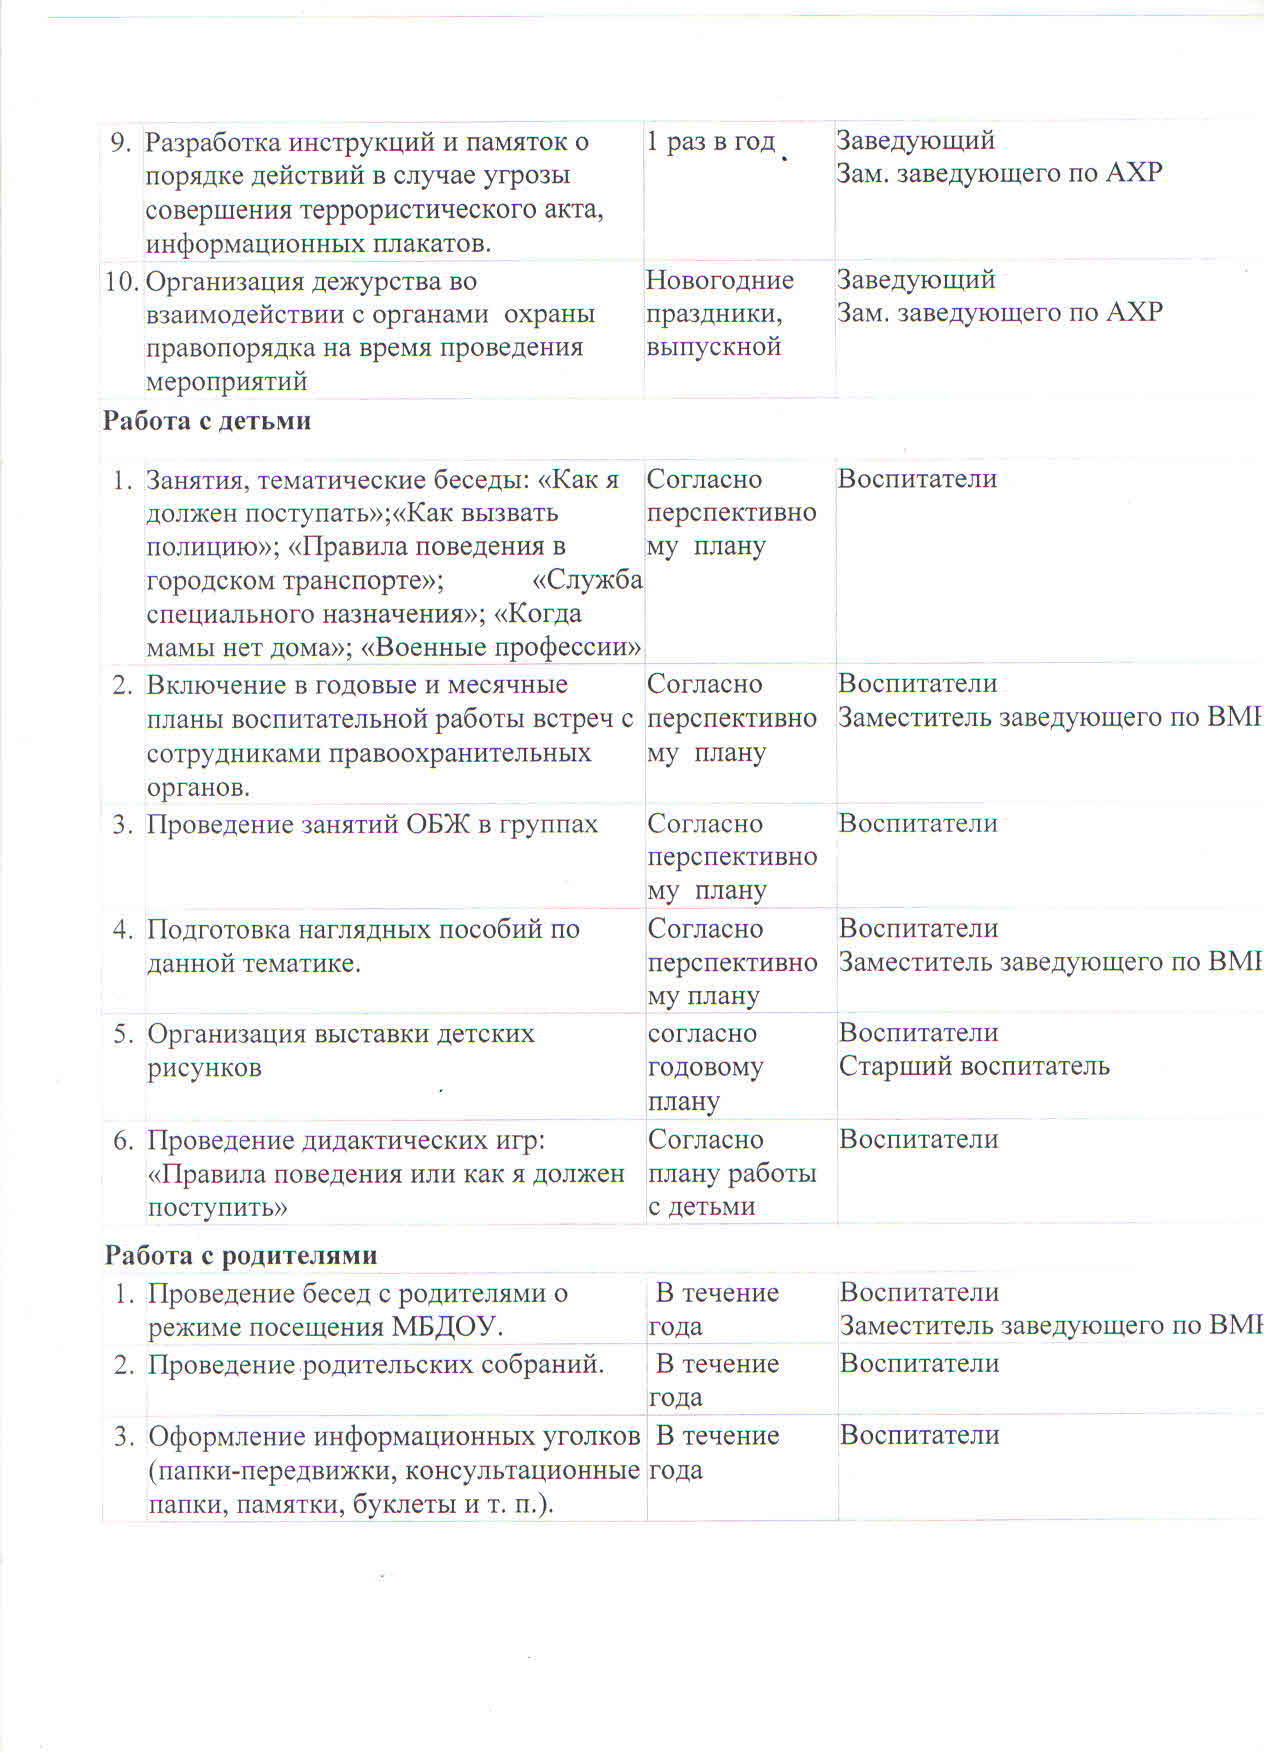 9. Разработка инструкций и памяток о
порядке действий в случае угрозы
совершения террористического акта,
информационных плакатов.
1 раз в год
Заведующий
Зам. заведующего по АХР
10. Организация дежурства во
взаимодействии с органами охраны
правопорядка на время проведения
мероприятий
Новогодние
праздники,
выпускной
Заведующий
Зам. заведующего по АХР
Работа с детьми
1. Занятия, тематические беседы: «Как я
должен поступать»;«Как вызвать
полицию»; «Правила поведения в
городском транспорте»; «Служба
специального назначения»; «Когда
мамы нет дома»; «Военные профессии»
Согласно
перспективно
му плану
Воспитатели
2. Включение в годовые и месячные
планы воспитательной работы встреч с
сотрудниками правоохранительных
органов.
Согласно
перспективно
му плану
Воспитатели
Заместитель заведующего по
3. Проведение занятий ОБЖ в группах
Согласно
перспективно
му плану
Воспитатели
4. Подготовка наглядных пособий по
данной тематике.
Согласно
перспективно
му плану
Воспитатели
Заместитель заведующего по
5. Организация выставки детских
рисунков
согласно
годовому
плану
Воспитатели
Старший воспитатель
6. Проведение дидактических игр:
«Правила поведения или как я должен
поступить»
Согласно
плану работы
с детьми
Воспитатели
Работа с родителями
1. Проведение бесед с родителями о
режиме посещения МБДОУ.
В течение
года
Воспитатели
Заместитель заведующего по
2. Проведение родительских собраний.
В течение
года
Воспитатели
3. Оформление информационных уголков
(папки-передвижки, консультационные
папки, памятки, буклеты и т. п.).
В течение
года
Воспитатели